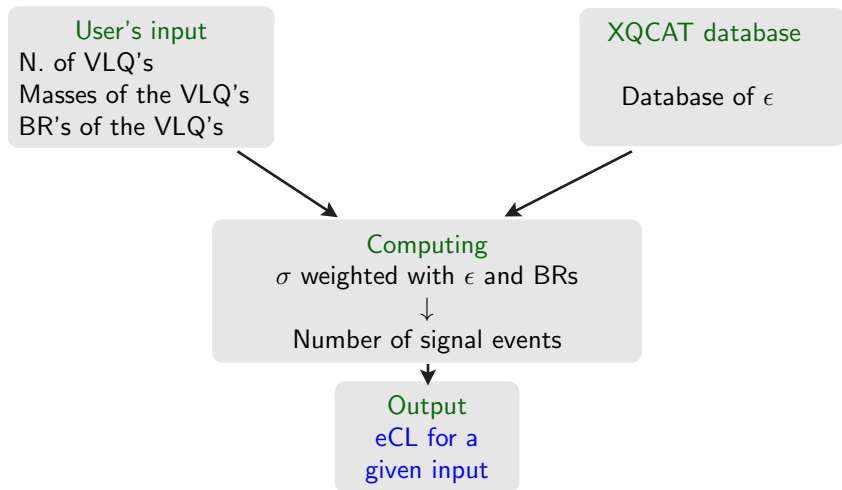 User's input
N. of VLQ's
Masses of the VLQ's
BR's of the VLQ's
XQCAT database
Database of ϵ
Computing
σ weighted with ϵ and BRs
↓
Number of signal events
Output
eCL for a
given input